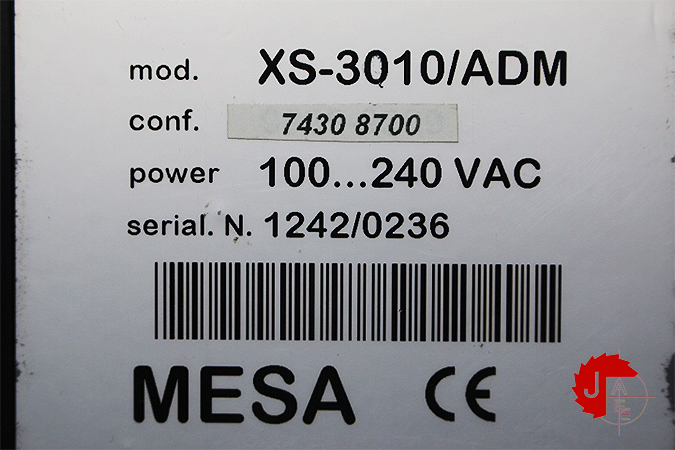 mod. XS-3010/ADM
conf. 7430 8700
power 100...240 VAC
serial. N. 1242/0236
MESA CE
J